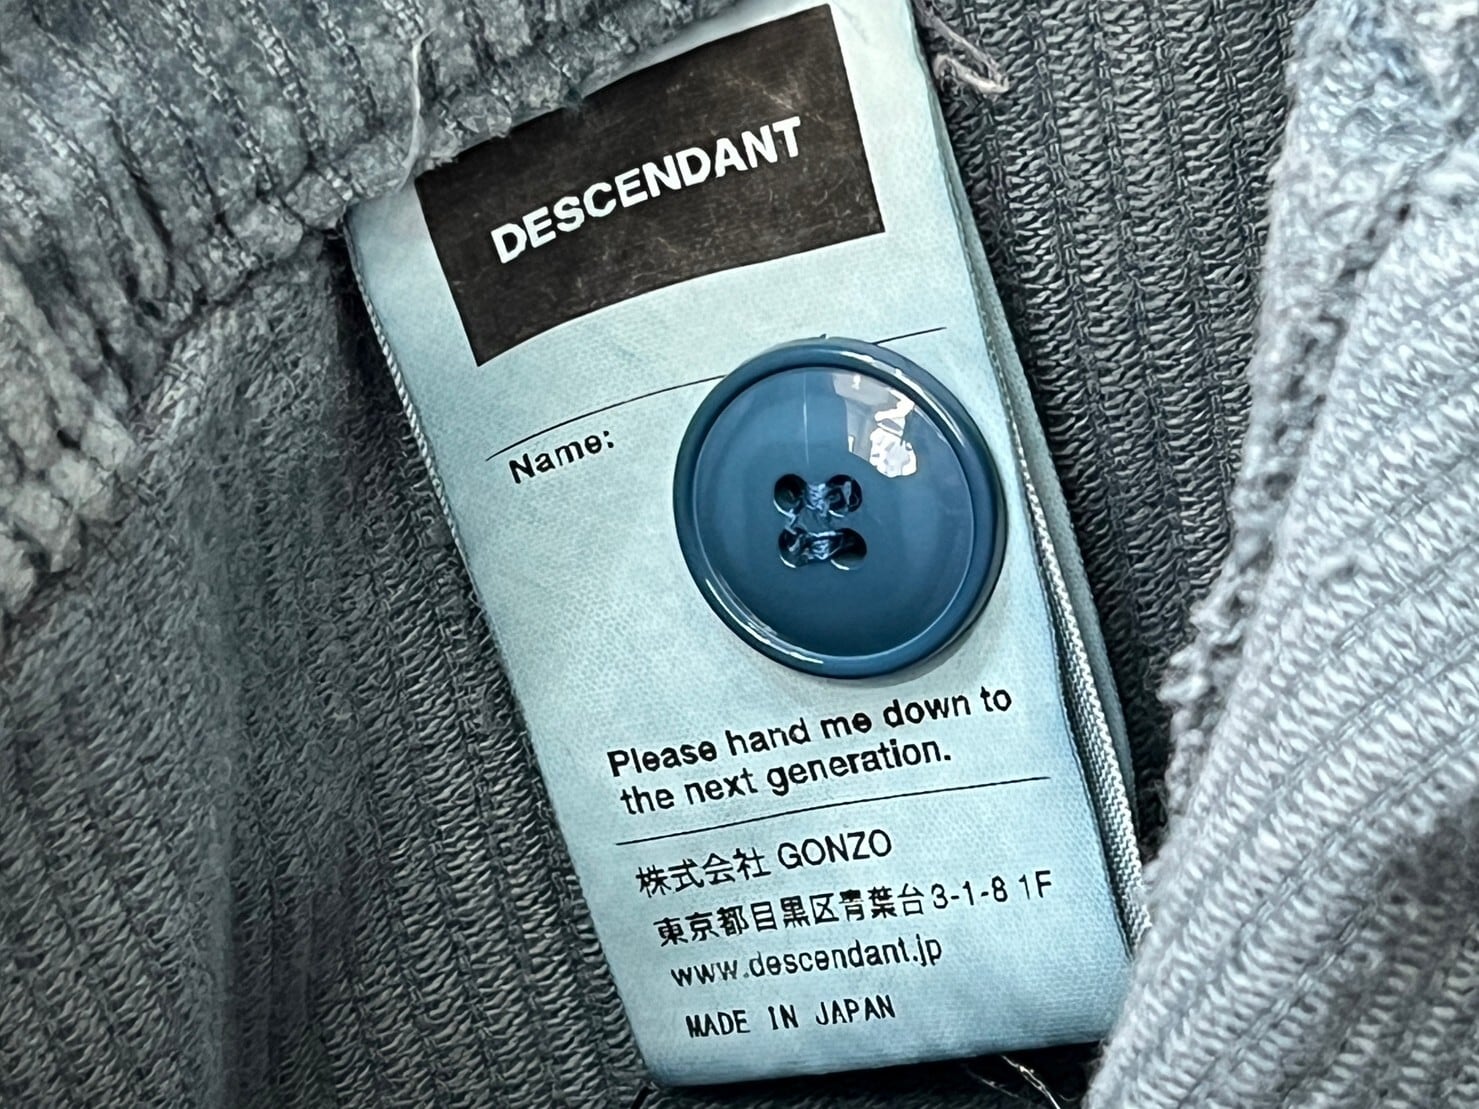 DESCENDANT
Name:
Please hand me down to
the next generation.
株式会社 GONZO
東京都目黒区青葉台3-1-8 1F
www.descendant.jp
MADE IN JAPAN